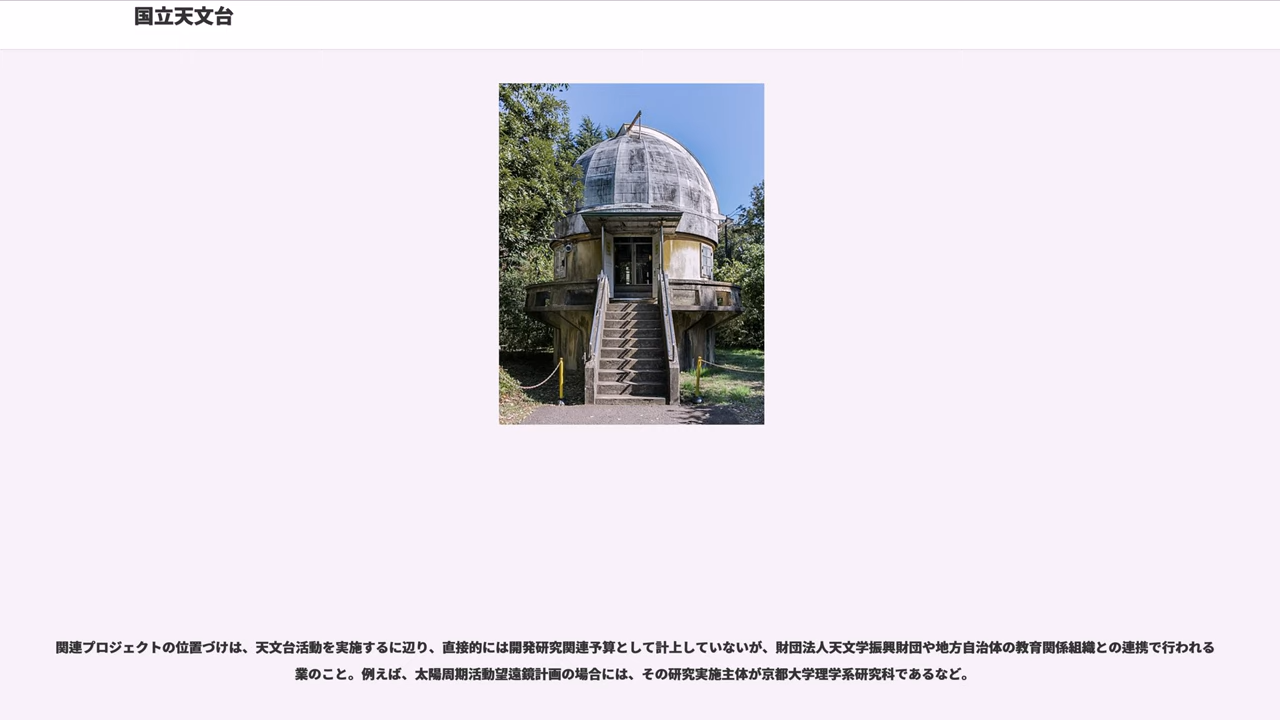 国立天文台
関連プロジェクトの位置づけは、天文台活動を実施するに辺り、直接的には開発研究関連予算として計上していないが、財団法人天文学振興財団や地方自治体の教育関係組織との連携で行われる
業のこと。例えば、太陽周期活動望遠鏡計画の場合には、その研究実施主体が京都大学理学系研究科であるなど。